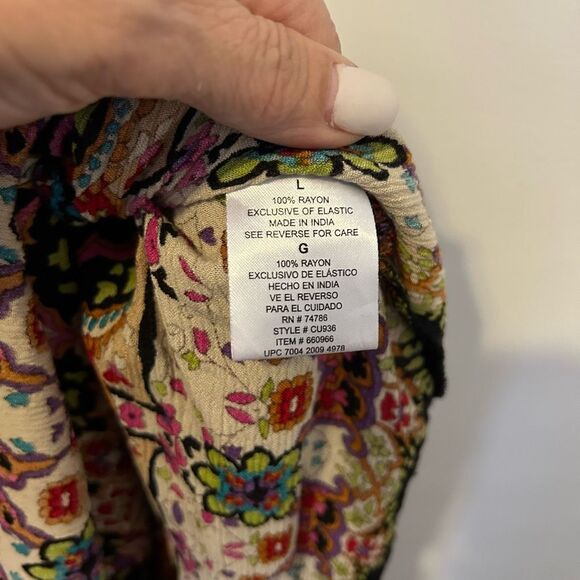 L
100% RAYON
EXCLUSIVE OF ELASTIC
MADE IN INDIA
SEE REVERSE FOR CARE
G
100% RAYON
EXCLUSIVO DE ELÁSTICO
HECHO EN INDIA
VE EL REVERSO
PARA EL CUIDADO
RN # 74786
STYLE # CU936
ITEM # 660966
UPC 7004 2009 4978